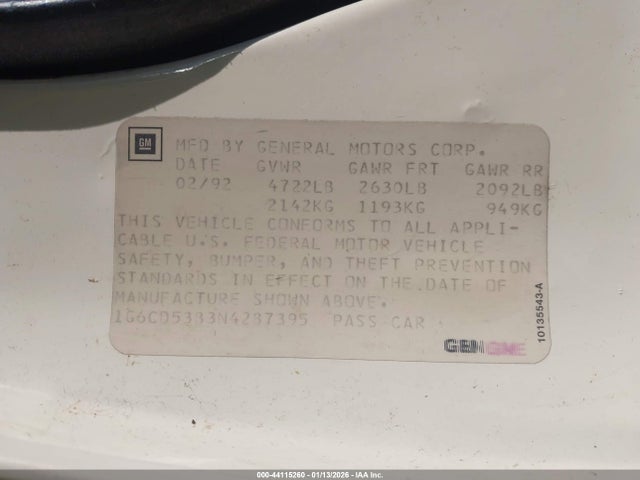 GM
MFD BY GENERAL MOTORS CORP.
DATE GVWR GAWR FRT GAWR RR
02/92 4722LB 2630LB 2092LB
2142KG 1193KG 949KG
THIS VEHICLE CONFORMS TO ALL APPLI-
CABLE U.S. FEDERAL MOTOR VEHICLE
SAFETY, BUMPER, AND THEFT PREVENTION
STANDARDS IN EFFECT ON THE DATE OF
MANUFACTURE SHOWN ABOVE.
1G6CD53B3N4287395 PASS CAR
10135543-A
000-44115260 - 01/13/2026 - IAA Inc.